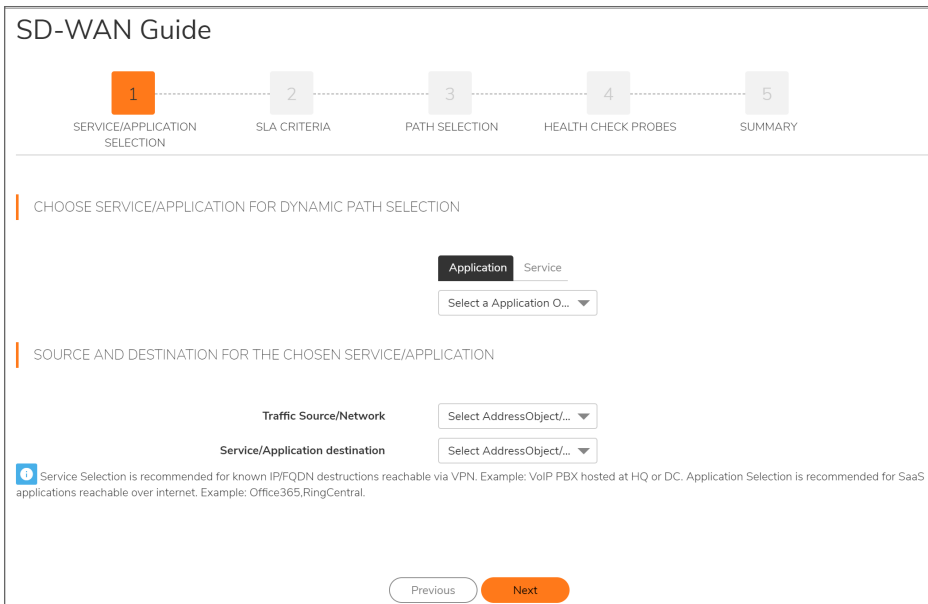 SD-WAN Guide
1
2
3
4
5
SERVICE/APPLICATION
SELECTION
SLA CRITERIA
PATH SELECTION
HEALTH CHECK PROBES
SUMMARY
CHOOSE SERVICE/APPLICATION FOR DYNAMIC PATH SELECTION
Application
Service
Select a Application O...
SOURCE AND DESTINATION FOR THE CHOSEN SERVICE/APPLICATION
Traffic Source/Network
Select AddressObject/...
Service/Application destination
Select AddressObject/...
Service Selection is recommended for known IP/FQDN destructions reachable via VPN. Example: VoIP PBX hosted at HQ or DC. Application Selection is recommended for SaaS
applications reachable over internet. Example: Office365,RingCentral.
Previous
Next